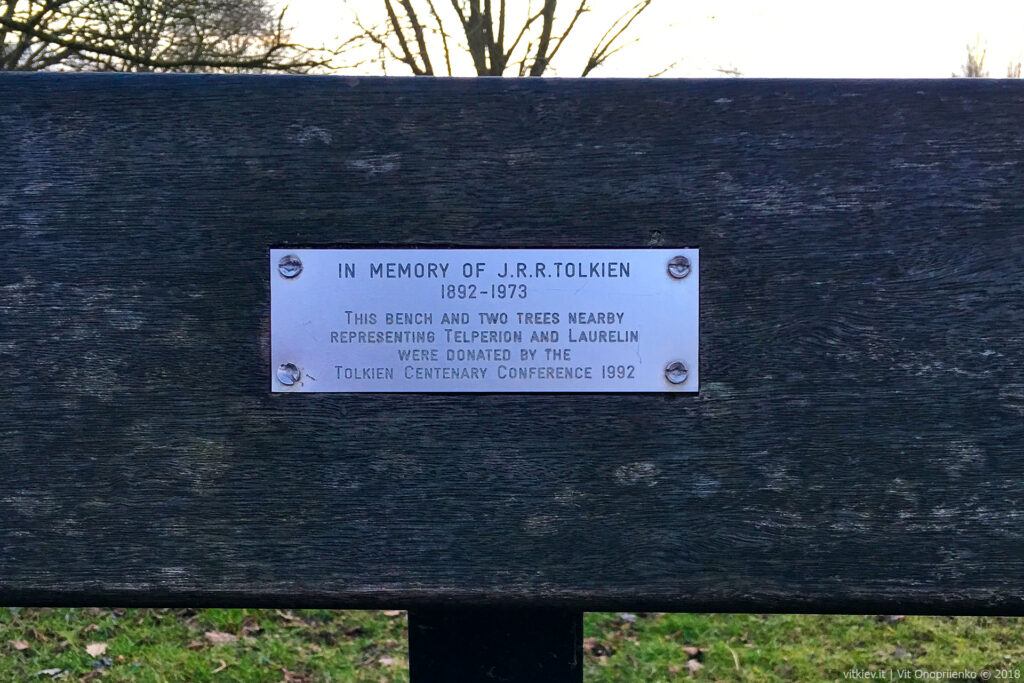 IN MEMORY OF J.R.R.TOLKIEN
1892-1973
THIS BENCH AND TWO TREES NEARBY
REPRESENTING TELPERION AND LAURELIN
WERE DONATED BY THE
TOLKIEN CENTENARY CONFERENCE 1992
vitkiev.it | Vit Onopriienko © 2018